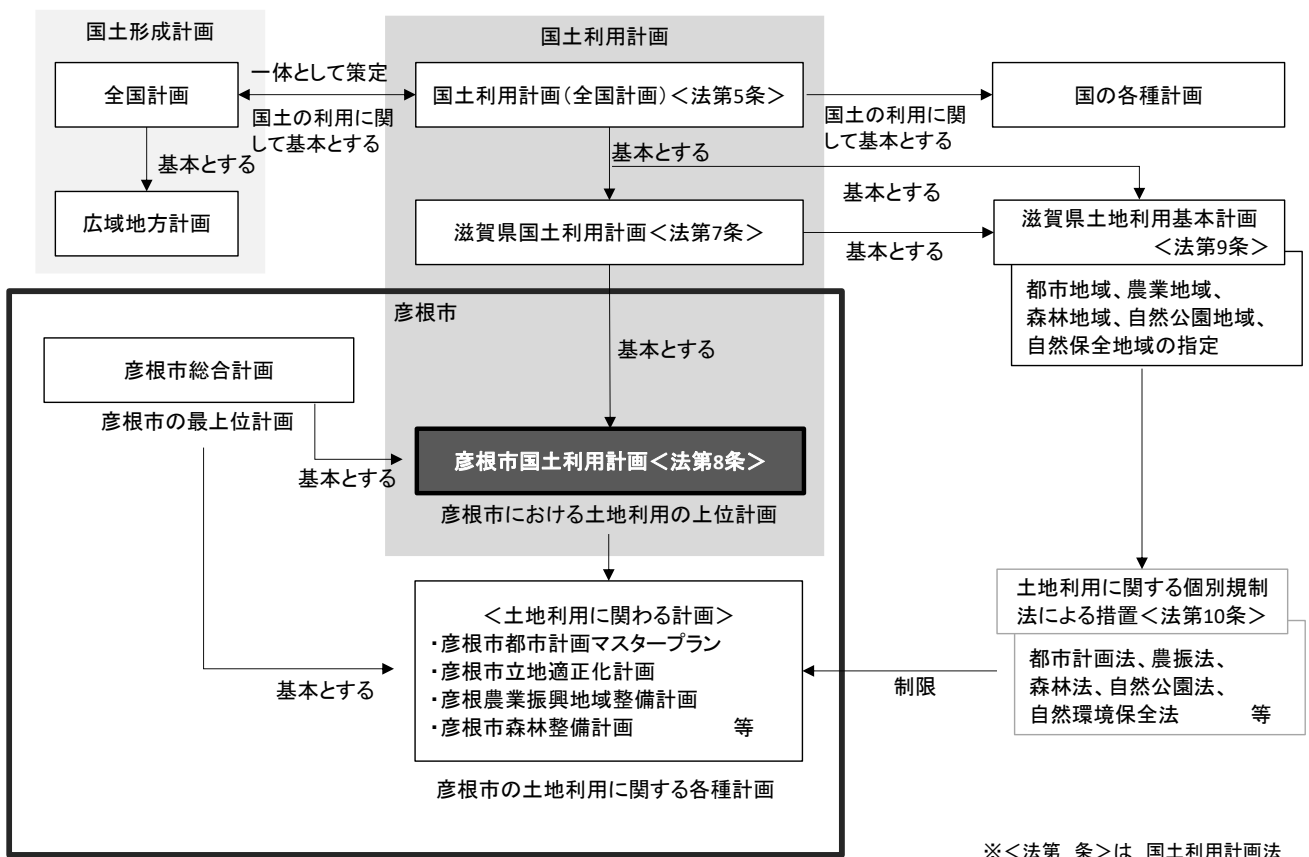 国土形成計画
国土利用計画
全国計画
一体として策定
国土の利用に関
して基本とする
国土利用計画(全国計画)<法第5条>
国土の利用に関
して基本とする
国の各種計画
基本とする
基本とする
基本とする
広域地方計画
滋賀県国土利用計画<法第7条>
基本とする
滋賀県土地利用基本計画
<法第9条>
都市地域、農業地域、
森林地域、自然公園地域、
自然保全地域の指定
彦根市
基本とする
彦根市総合計画
彦根市の最上位計画
基本とする
彦根市国土利用計画<法第8条>
彦根市における土地利用の上位計画
<土地利用に関わる計画>
・彦根市都市計画マスタープラン
・彦根市立地適正化計画
・彦根農業振興地域整備計画
・彦根市森林整備計画 等
基本とする
制限
土地利用に関する個別規制
法による措置<法第10条>
都市計画法、農振法、
森林法、自然公園法、
自然環境保全法 等
彦根市の土地利用に関する各種計画
※<法第 条>は 国土利用計画法